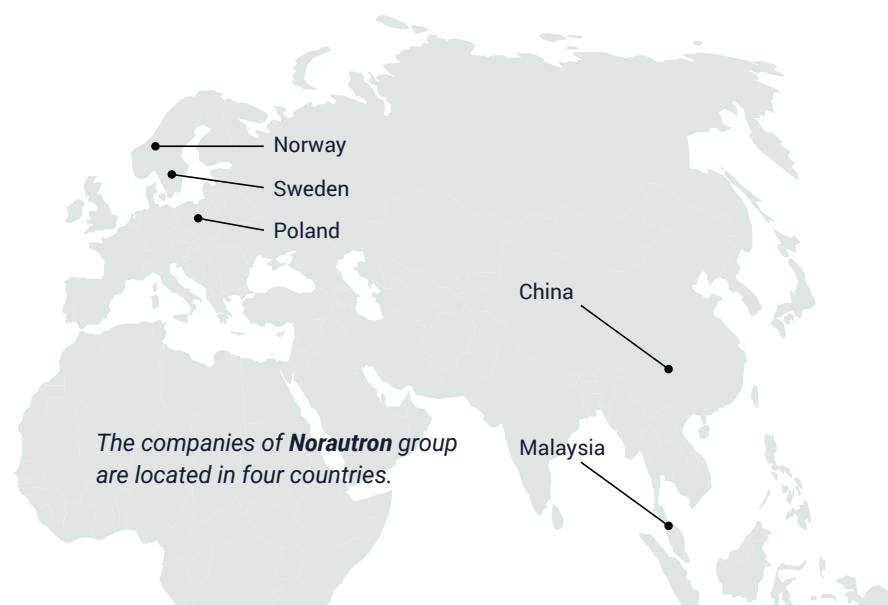 Norway
Sweden
Poland
China
Malaysia
The companies of Norautron group
are located in four countries.